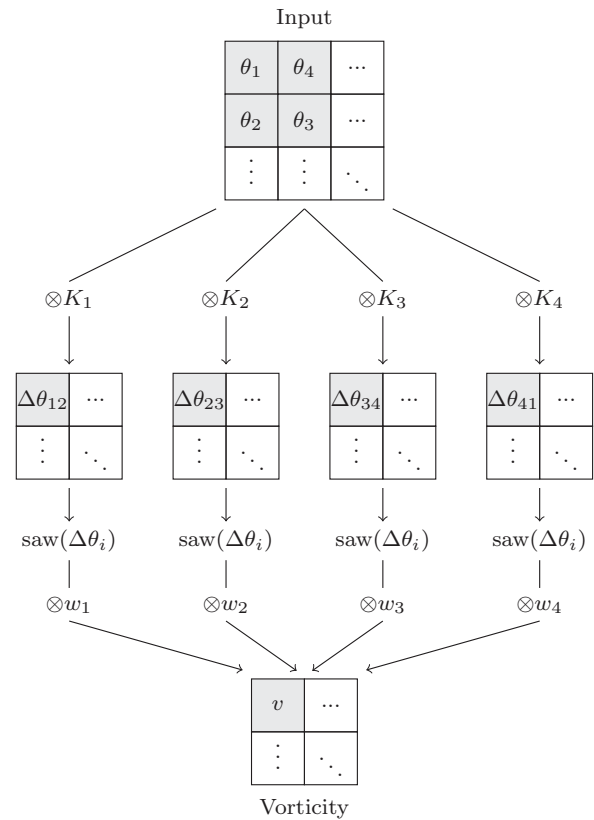 Input
θ₁ θ₄ ...
θ₂ θ₃ ...
⋮ ⋮ ⋱
⊗K₁ ⊗K₂ ⊗K₃ ⊗K₄
Δθ₁₂ ... Δθ₂₃ ... Δθ₃₄ ... Δθ₄₁ ...
⋮ ⋱ ⋮ ⋱ ⋮ ⋱ ⋮ ⋱
saw(Δθᵢ) saw(Δθᵢ) saw(Δθᵢ) saw(Δθᵢ)
⊗w₁ ⊗w₂ ⊗w₃ ⊗w₄
v ...
⋮ ⋱
Vorticity